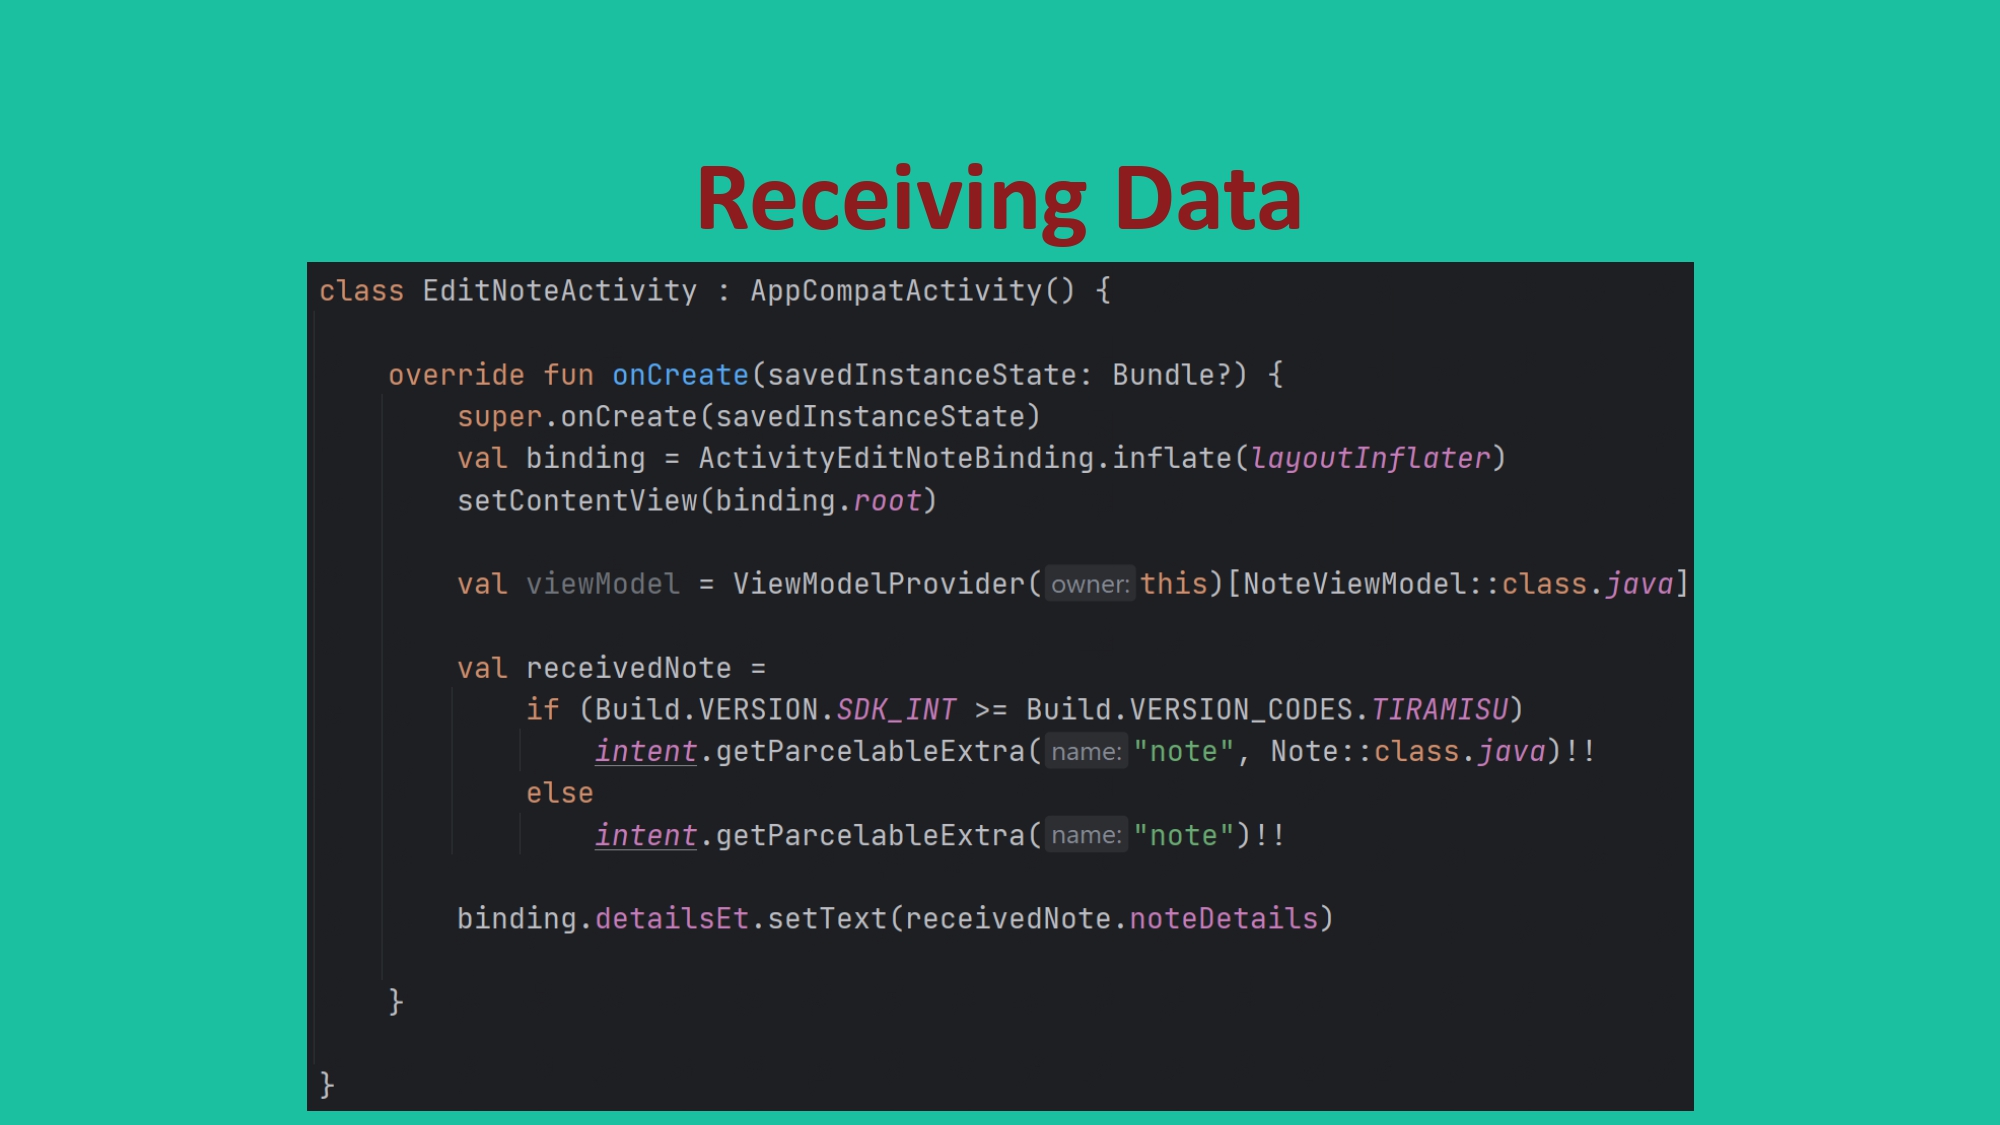 Receiving Data
class EditNoteActivity : AppCompatActivity() {
override fun onCreate(savedInstanceState: Bundle?) {
super.onCreate(savedInstanceState)
val binding = ActivityEditNoteBinding.inflate(layoutInflater)
setContentView(binding.root)
val viewModel = ViewModelProvider( owner: this)[NoteViewModel::class.java]
val receivedNote =
if (Build.VERSION.SDK_INT >= Build.VERSION_CODES.TIRAMISU)
intent.getParcelableExtra( name: "note", Note::class.java)!!
else
intent.getParcelableExtra( name: "note")!!
binding.detailsEt.setText(receivedNote.noteDetails)
}
}